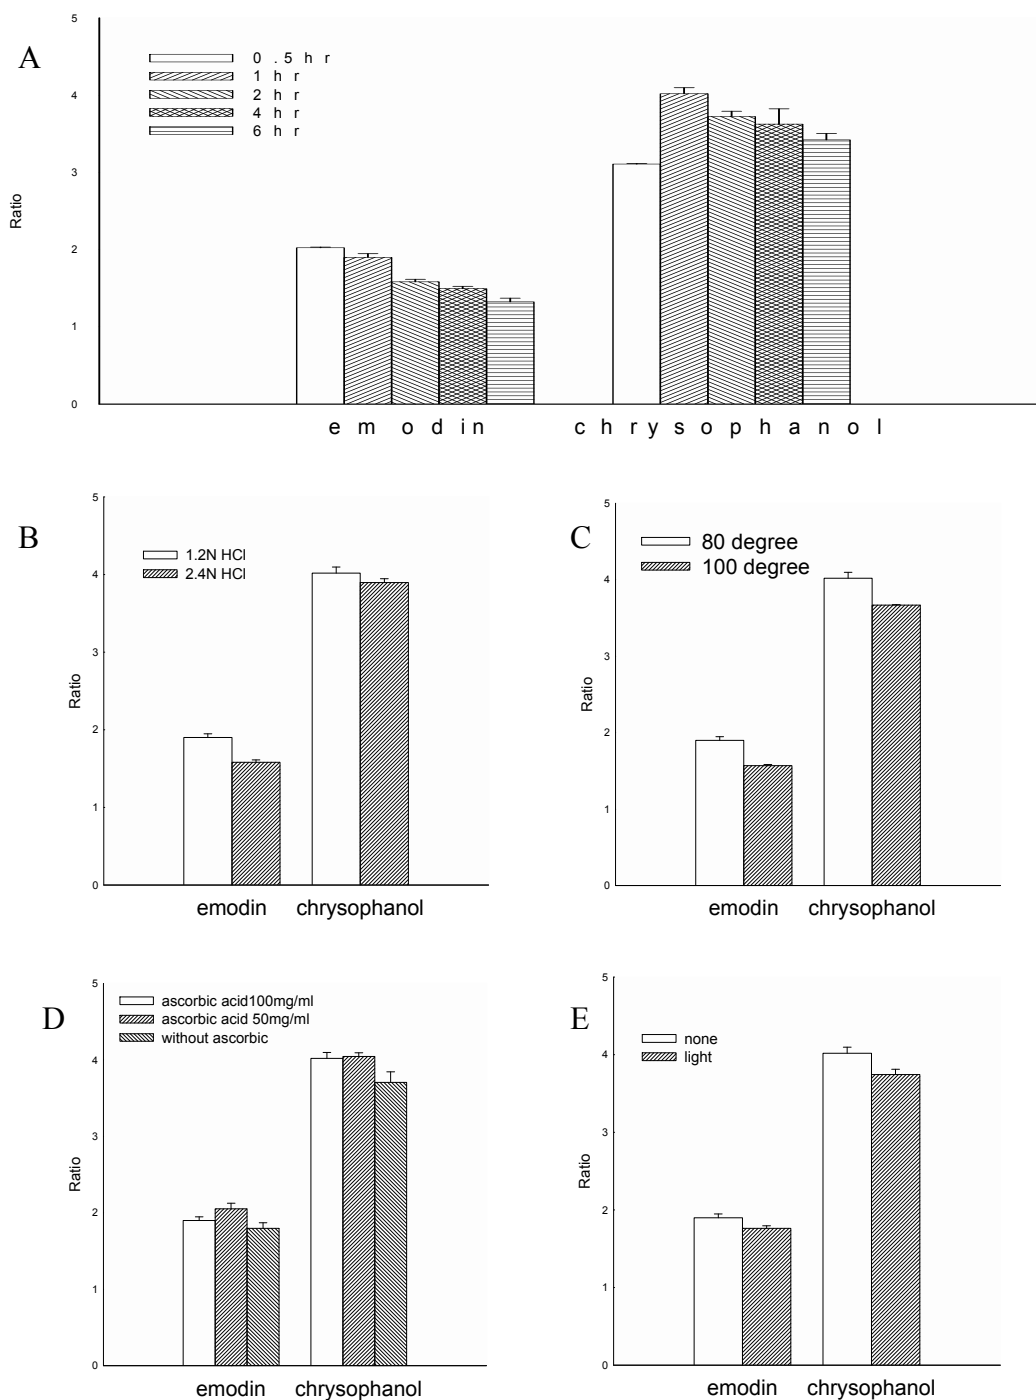 A
5
4
3
2
1
0
Ratio
0 .5 h r
1 h r
2 h r
4 h r
6 h r
e m o d in
c h r y s o p h a n o l
B
5
4
3
2
1
0
Ratio
1.2N HCl
2.4N HCl
emodin
chrysophanol
C
5
4
3
2
1
0
Ratio
80 degree
100 degree
emodin
chrysophanol
D
5
4
3
2
1
0
Ratio
ascorbic acid100mg/ml
ascorbic acid 50mg/ml
without ascorbic
emodin
chrysophanol
E
5
4
3
2
1
0
Ratio
none
light
emodin
chrysophanol